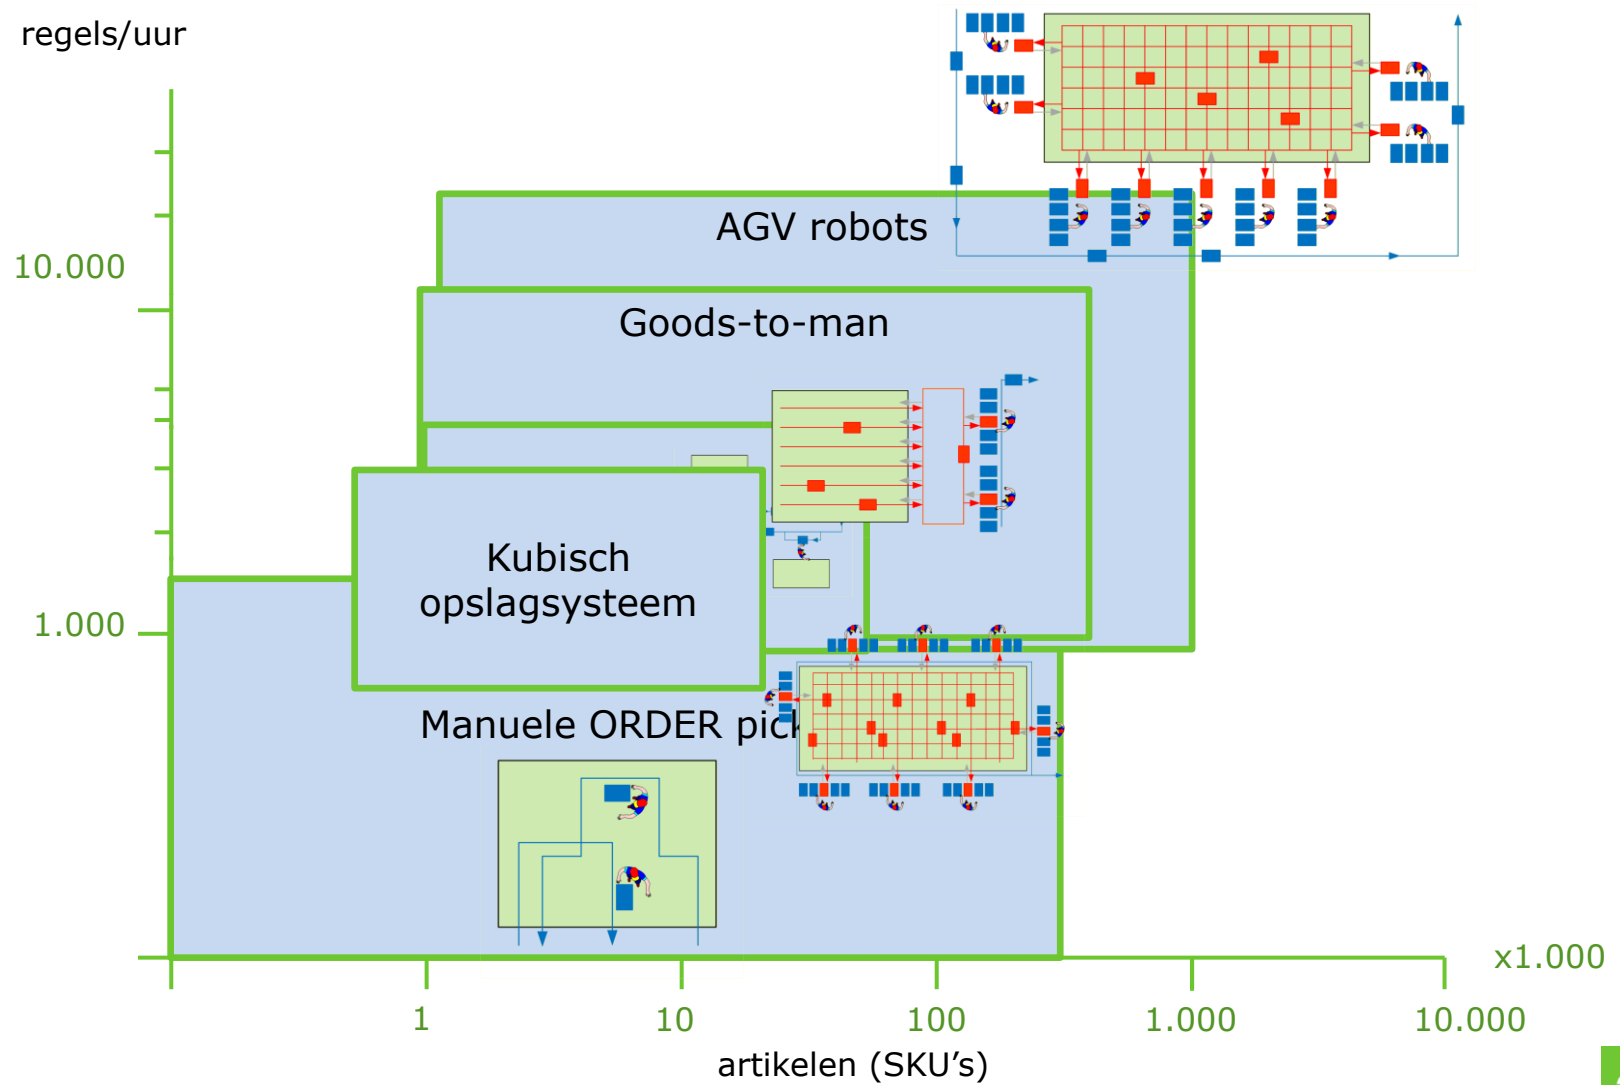 regels/uur
AGV robots
10.000
Goods-to-man
Kubisch
opslagsysteem
1.000
Manuele ORDER pick
x1.000
1
10
100
1.000
10.000
artikelen (SKU's)